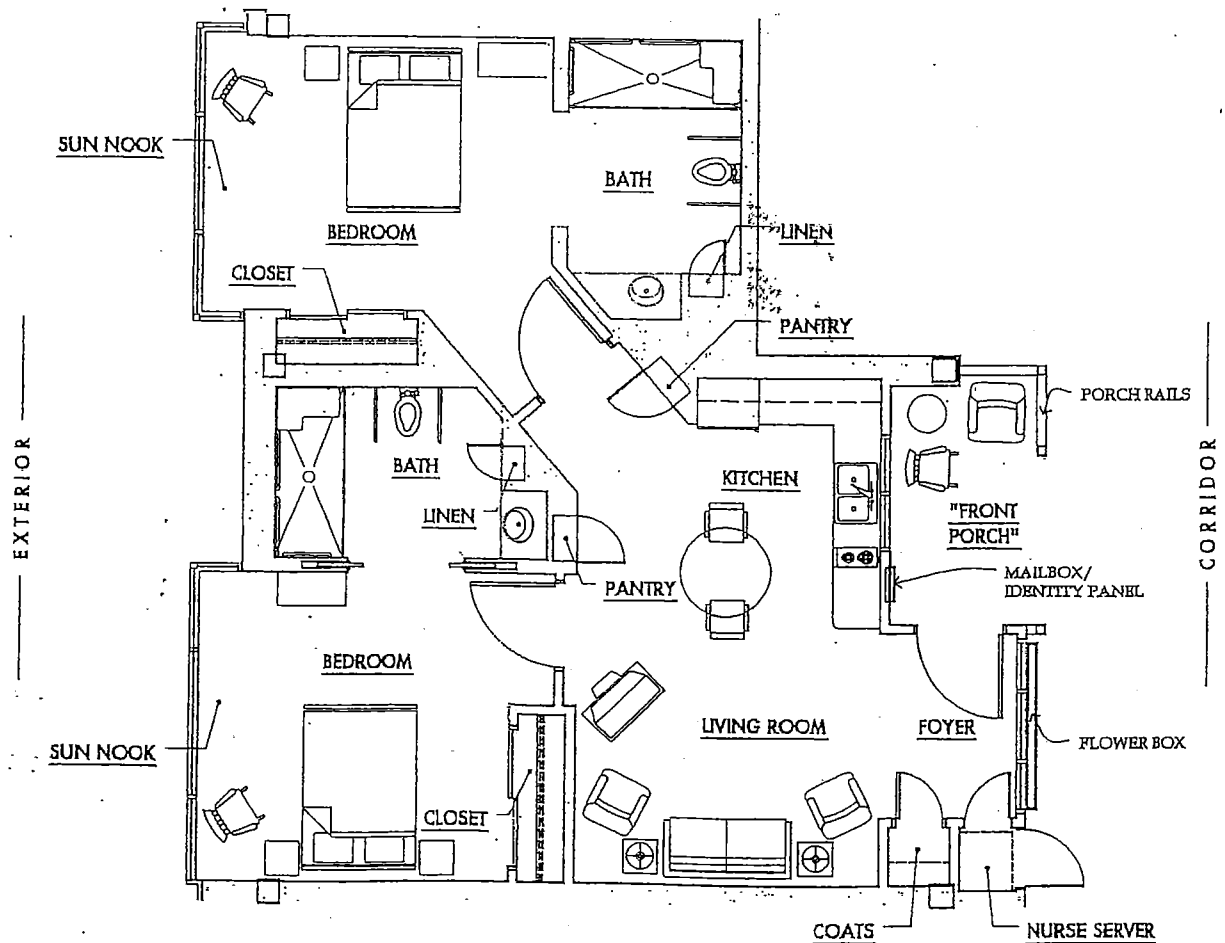 SUN NOOK
BATH
BEDROOM
LINEN
CLOSET
PANTRY
PORCH RAILS
EXTERIOR
BATH
KITCHEN
LINEN
"FRONT
PORCH"
CORRIDOR
MAILBOX/
IDENTITY PANEL
PANTRY
BEDROOM
SUN NOOK
LIVING ROOM
FOYER
FLOWER BOX
CLOSET
COATS
NURSE SERVER